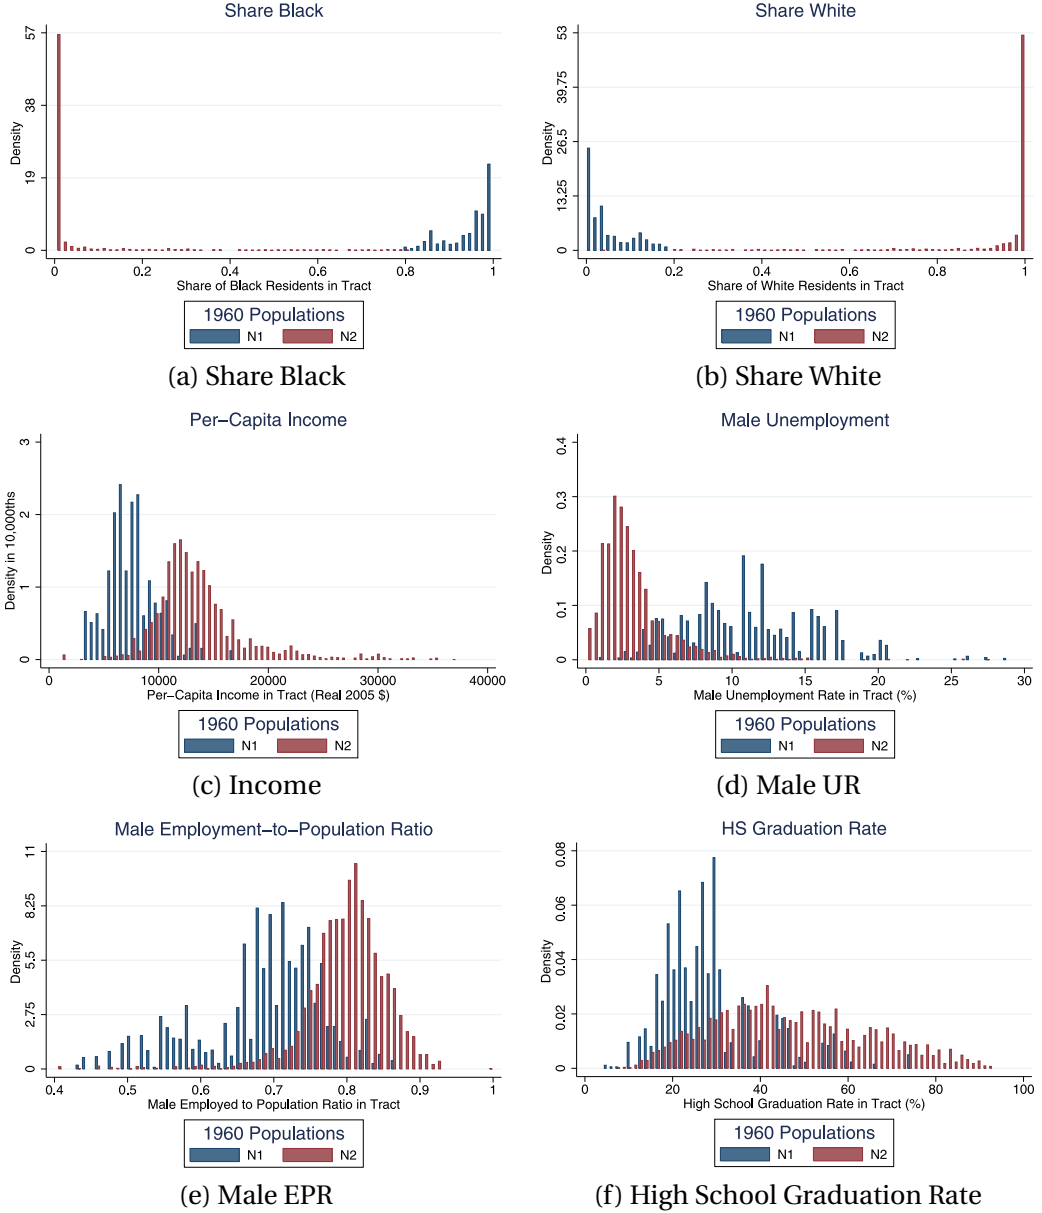 Share Black
Density
57
38
19
0
0 0.2 0.4 0.6 0.8 1
Share of Black Residents in Tract
1960 Populations
N1 N2
(a) Share Black
Share White
Density
53
39.75
26.5
13.25
0
0 0.2 0.4 0.6 0.8 1
Share of White Residents in Tract
1960 Populations
N1 N2
(b) Share White
Per-Capita Income
Density in 10,000ths
3
2
1
0
0 10000 20000 30000 40000
Per-Capita Income in Tract (Real 2005 $)
1960 Populations
N1 N2
(c) Income
Male Unemployment
Density
0.4
0.3
0.2
0.1
0
0 5 10 15 20 25 30
Male Unemployment Rate in Tract (%)
1960 Populations
N1 N2
(d) Male UR
Male Employment-to-Population Ratio
Density
11
8.25
5.5
2.75
0
0.4 0.5 0.6 0.7 0.8 0.9 1
Male Employed to Population Ratio in Tract
1960 Populations
N1 N2
(e) Male EPR
HS Graduation Rate
Density
0.08
0.06
0.04
0.02
0
0 20 40 60 80 100
High School Graduation Rate in Tract (%)
1960 Populations
N1 N2
(f) High School Graduation Rate